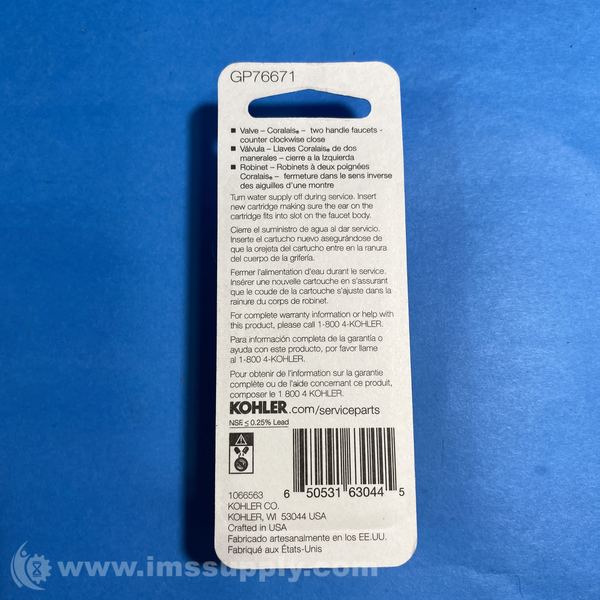 GP76671
■ Valve – Coralais® – two handle faucets -
counter clockwise close
■ Válvula – Llaves Coralais® de dos
manerales – cierre a la Izquierda
■ Robinet – Robinets à deux poignées
Coralais® – fermeture dans le sens inverse
des aiguilles d'une montre
Turn water supply off during service. Insert
new cartridge making sure the ear on the
cartridge fits into slot on the faucet body.
Cierre el suministro de agua al dar servicio.
Inserte el cartucho nuevo asegurándose de
que la orejeta del cartucho entre en la ranura
del cuerpo de la grifería.
Fermer l'alimentation d'eau durant le service.
Insérer une nouvelle cartouche en s'assurant
que le coude de la cartouche s'ajuste dans la
rainure du corps de robinet.
For complete warranty information or help with
this product, please call 1-800 4-KOHLER.
Para información completa de la garantía o
ayuda con este producto, por favor llame
al 1-800 4-KOHLER.
Pour obtenir de l'information sur la garantie
complète ou de l'aide concernant ce produit,
composer le 1 800 4 KOHLER.
KOHLER.com/serviceparts
NSF ≤ 0.25% Lead
6 50531 63044 5
1066563
KOHLER CO.
KOHLER, WI 53044 USA
Crafted in USA
Fabricado artesanalmente en los EE.UU.
Fabriqué aux États-Unis
www.imssupply.com